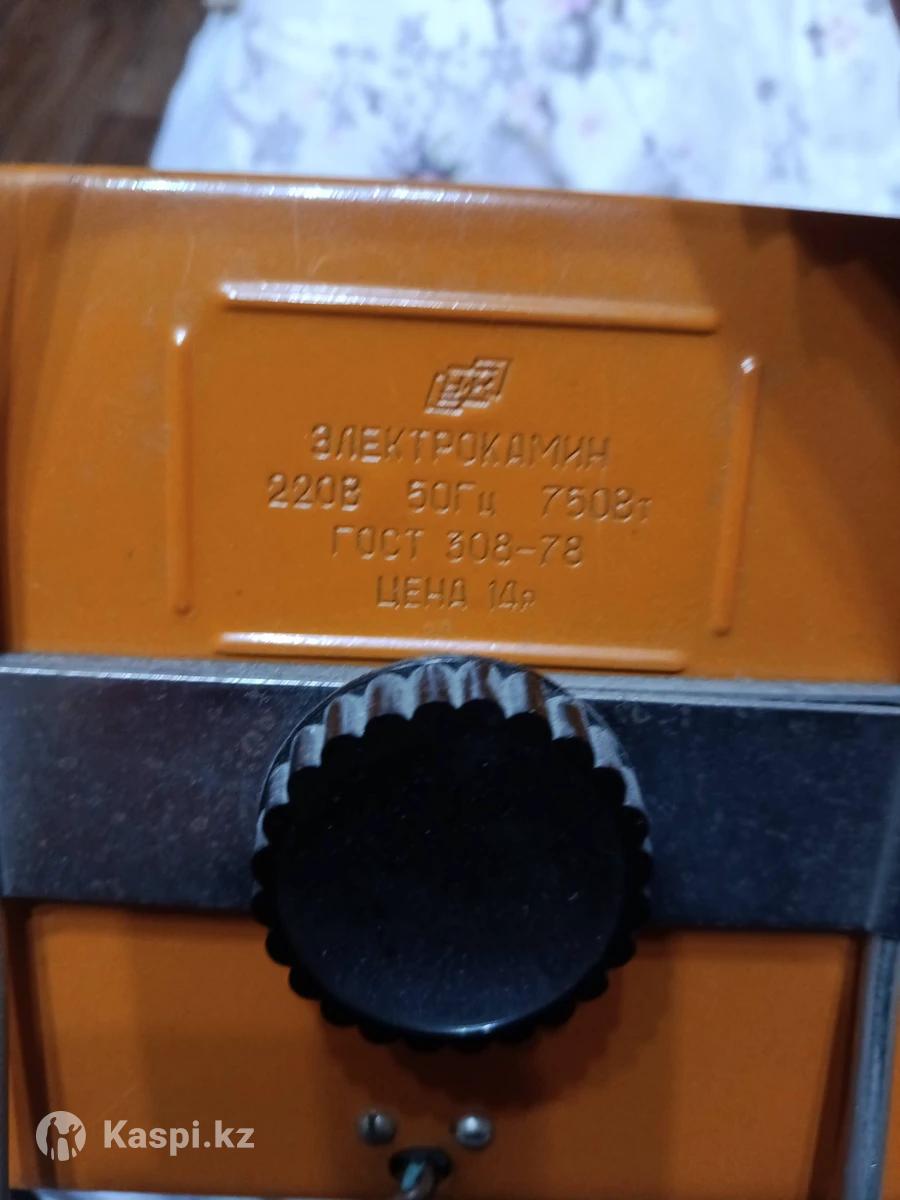 ЭЛЕКТРОКАМИН
220В 50Гц 750Вт
ГОСТ 308-78
ЦЕНА 14р
Kaspi.kz